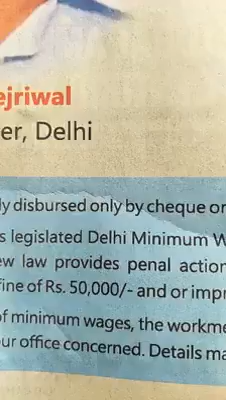 ejriwal
er, Delhi
ly disbursed only by cheque or
s legislated Delhi Minimum W
ew law provides penal action
fine of Rs. 50,000/- and or impr
of minimum wages, the workme
ur office concerned. Details ma